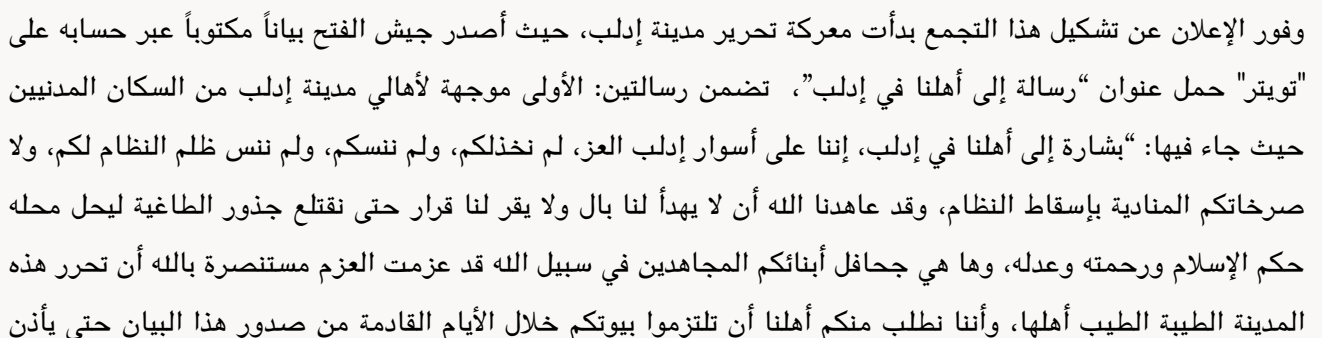 وفور الإعلان عن تشكيل هذا التجمع بدأت معركة تحرير مدينة إدلب، حيث أصدر جيش الفتح بياناً مكتوباً عبر حسابه على
"تويتر" حمل عنوان “رسالة إلى أهلنا في إدلب”، تضمن رسالتين: الأولى موجهة لأهالي مدينة إدلب من السكان المدنيين
حيث جاء فيها: “بشارة إلى أهلنا في إدلب، إننا على أسوار إدلب العز، لم نخذلكم، ولم ننسكم، ولم ننس ظلم النظام لكم، ولا
صرخاتكم المنادية بإسقاط النظام، وقد عاهدنا الله أن لا يهدأ لنا بال ولا يقر لنا قرار حتى نقتلع جذور الطاغية ليحل محله
حكم الإسلام ورحمته وعدله، وها هي جحافل أبنائكم المجاهدين في سبيل الله قد عزمت العزم مستنصرة بالله أن تحرر هذه
المدينة الطيبة الطيب أهلها، وأننا نطلب منكم أهلنا أن تلتزموا بيوتكم خلال الأيام القادمة من صدور هذا البيان حتى يأذن